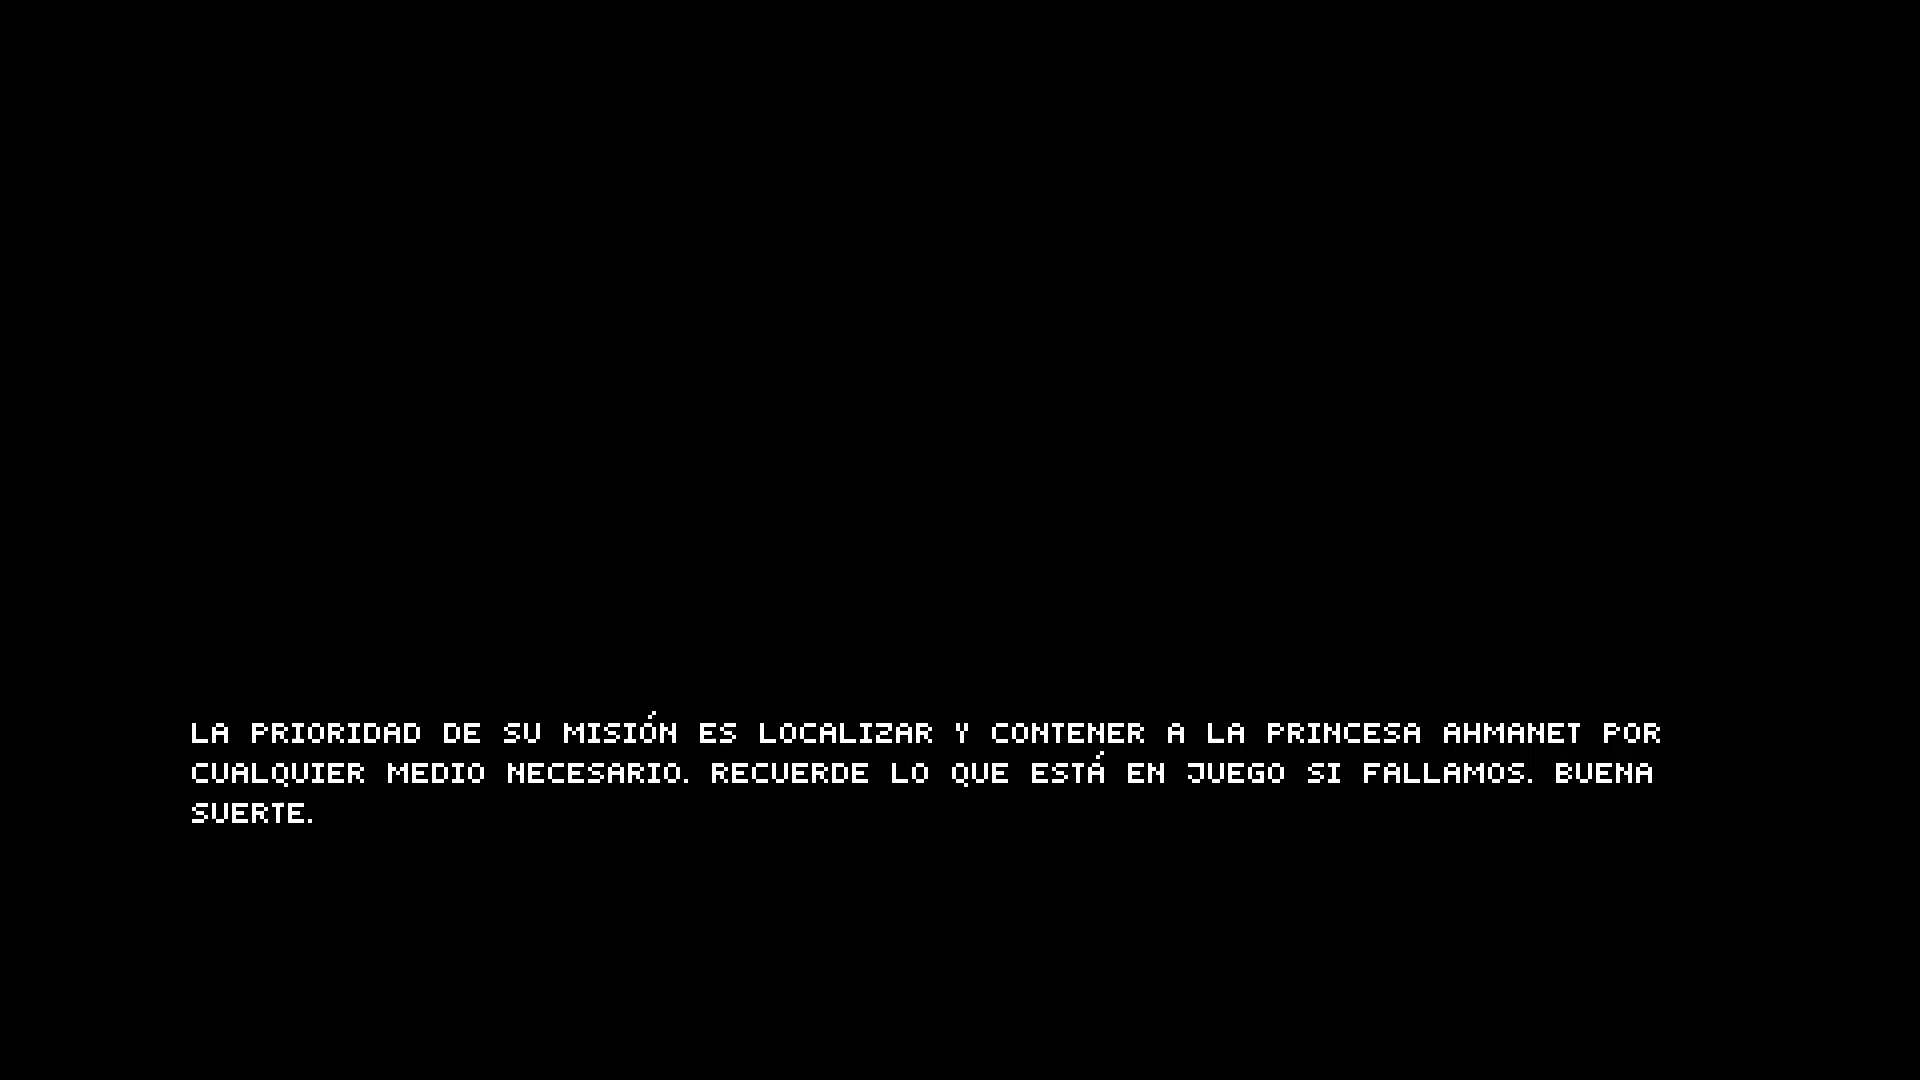 LA PRIORIDAD DE SU MISIÓN ES LOCALIZAR Y CONTENER A LA PRINCESA AHMANET POR
CUALQUIER MEDIO NECESARIO. RECUERDE LO QUE ESTÁ EN JUEGO SI FALLAMOS. BUENA
SUERTE.